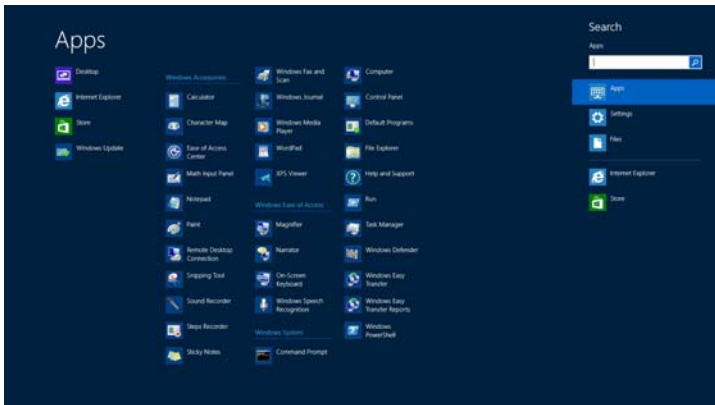 Apps
Desktop
Internet Explorer
Store
Windows Update
Windows Accessories
Calculator
Character Map
Ease of Access
Center
Math Input Panel
Notepad
Paint
Remote Desktop
Connection
Snipping Tool
Sound Recorder
Steps Recorder
Sticky Notes
Windows Fax and
Scan
Windows Journal
Windows Media
Player
WordPad
XPS Viewer
Windows Ease of Access
Magnifier
Narrator
On-Screen
Keyboard
Windows Speech
Recognition
Windows System
Command Prompt
Computer
Control Panel
Default Programs
File Explorer
Help and Support
Run
Task Manager
Windows Defender
Windows Easy
Transfer
Windows Easy
Transfer Reports
Windows
PowerShell
Search
Apps
Apps
Settings
Files
Internet Explorer
Store